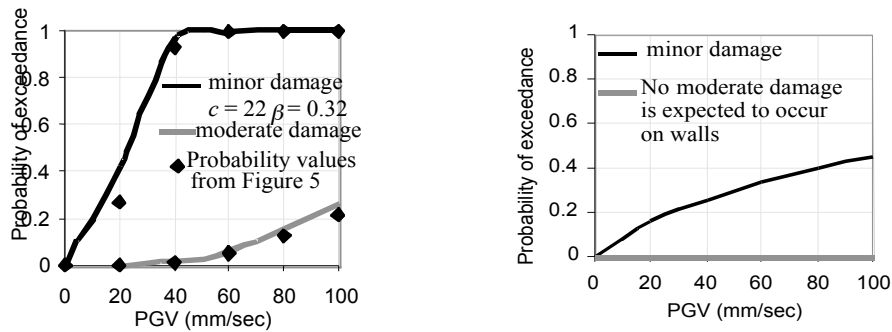 1
0.8
0.6
0.4
0.2
0
Probability of exceedance
minor damage
c = 22 β = 0.32
moderate damage
Probability values
from Figure 5
0 20 40 60 80 100
PGV (mm/sec)
1
0.8
0.6
0.4
0.2
0
Probability of exceedance
minor damage
No moderate damage
is expected to occur
on walls
0 20 40 60 80 100
PGV (mm/sec)